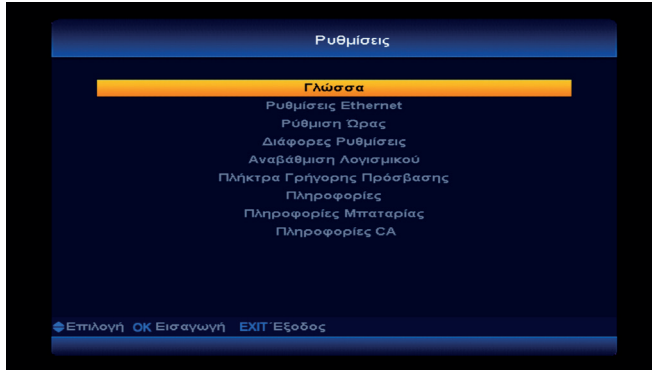 Ρυθμίσεις
Γλώσσα
Ρυθμίσεις Ethernet
Ρύθμιση Ώρας
Διάφορες Ρυθμίσεις
Αναβάθμιση Λογισμικού
Πλήκτρα Γρήγορης Πρόσβασης
Πληροφορίες
Πληροφορίες Μπαταρίας
Πληροφορίες CA
Επιλογή OK Εισαγωγή EXIT Έξοδος